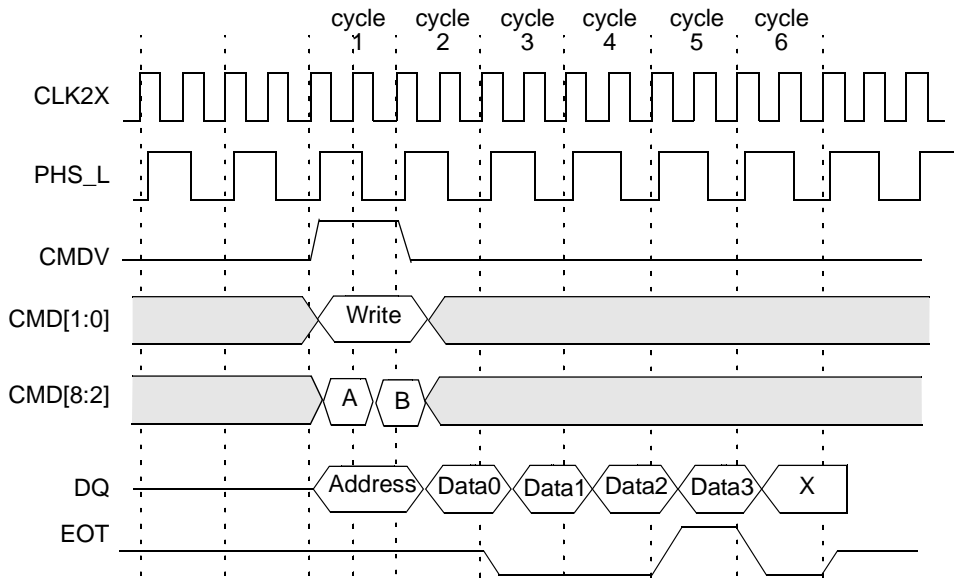 cycle cycle cycle cycle cycle cycle
1 2 3 4 5 6
CLK2X
PHS_L
CMDV
CMD[1:0] Write
CMD[8:2] A B
DQ Address Data0 Data1 Data2 Data3 X
EOT